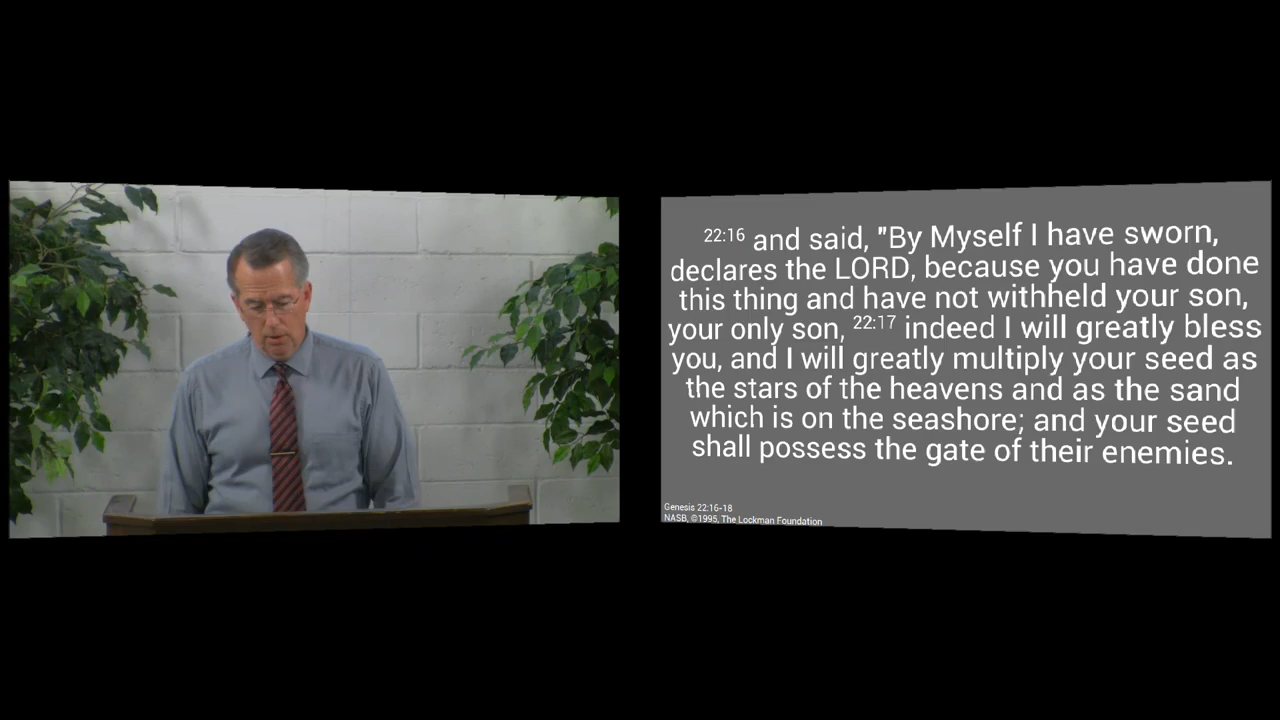 22:16 and said, "By Myself I have sworn,
declares the LORD, because you have done
this thing and have not withheld your son,
your only son, 22:17 indeed I will greatly bless
you, and I will greatly multiply your seed as
the stars of the heavens and as the sand
which is on the seashore; and your seed
shall possess the gate of their enemies.
Genesis 22:16-18
NASB, ©1995, The Lockman Foundation